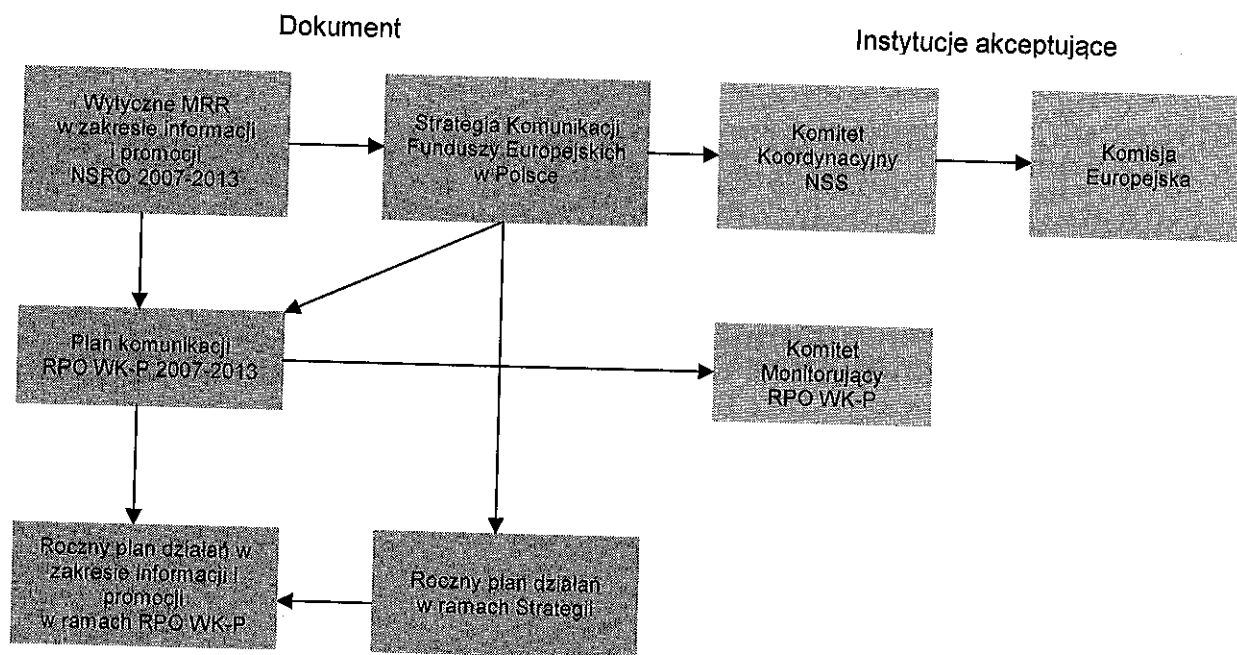 Dokument
Instytucje akceptujące
Wytyczne MRR
w zakresie informacji
i promocji
NSRO 2007-2013
Strategia Komunikacji
Funduszy Europejskich
w Polsce
Komitet
Koordynacyjny
NSS
Komisja
Europejska
Plan komunikacji
RPO WK-P 2007-2013
Komitet
Monitorujący
RPO WK-P
Roczny plan działań w
zakresie informacji i
promocji
w ramach RPO WK-P
Roczny plan działań
w ramach Strategii